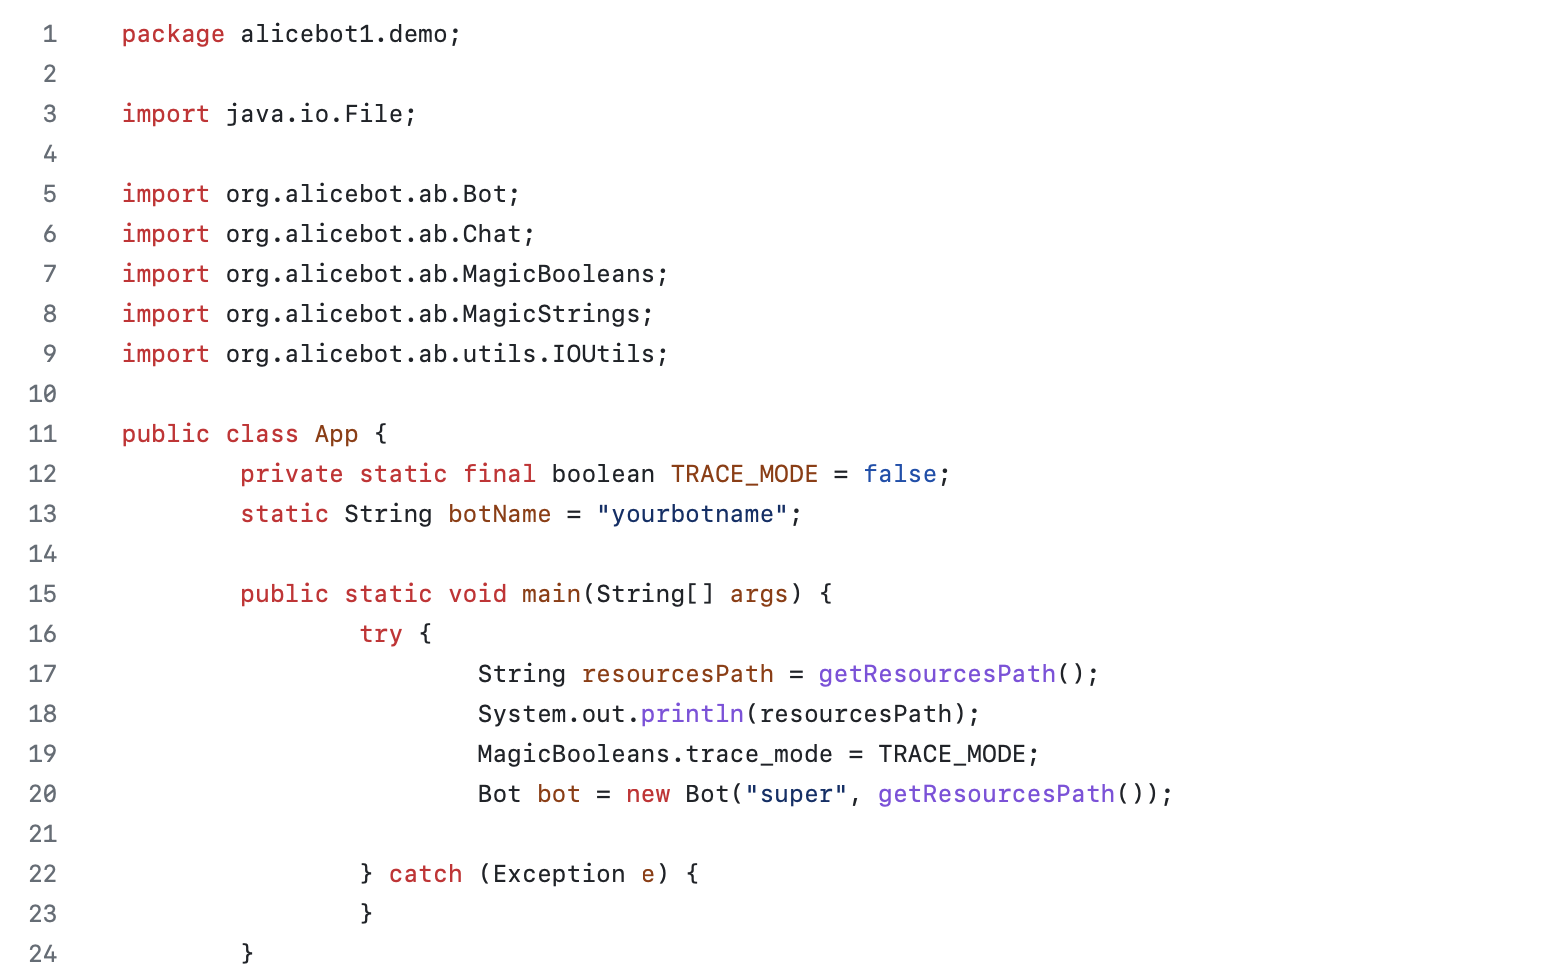 1 package alicebot1.demo;
2
3 import java.io.File;
4
5 import org.alicebot.ab.Bot;
6 import org.alicebot.ab.Chat;
7 import org.alicebot.ab.MagicBooleans;
8 import org.alicebot.ab.MagicStrings;
9 import org.alicebot.ab.utils.IOUtils;
10
11 public class App {
12         private static final boolean TRACE_MODE = false;
13         static String botName = "yourbotname";
14
15         public static void main(String[] args) {
16                 try {
17                         String resourcesPath = getResourcesPath();
18                         System.out.println(resourcesPath);
19                         MagicBooleans.trace_mode = TRACE_MODE;
20                         Bot bot = new Bot("super", getResourcesPath());
21
22                 } catch (Exception e) {
23                 }
24         }